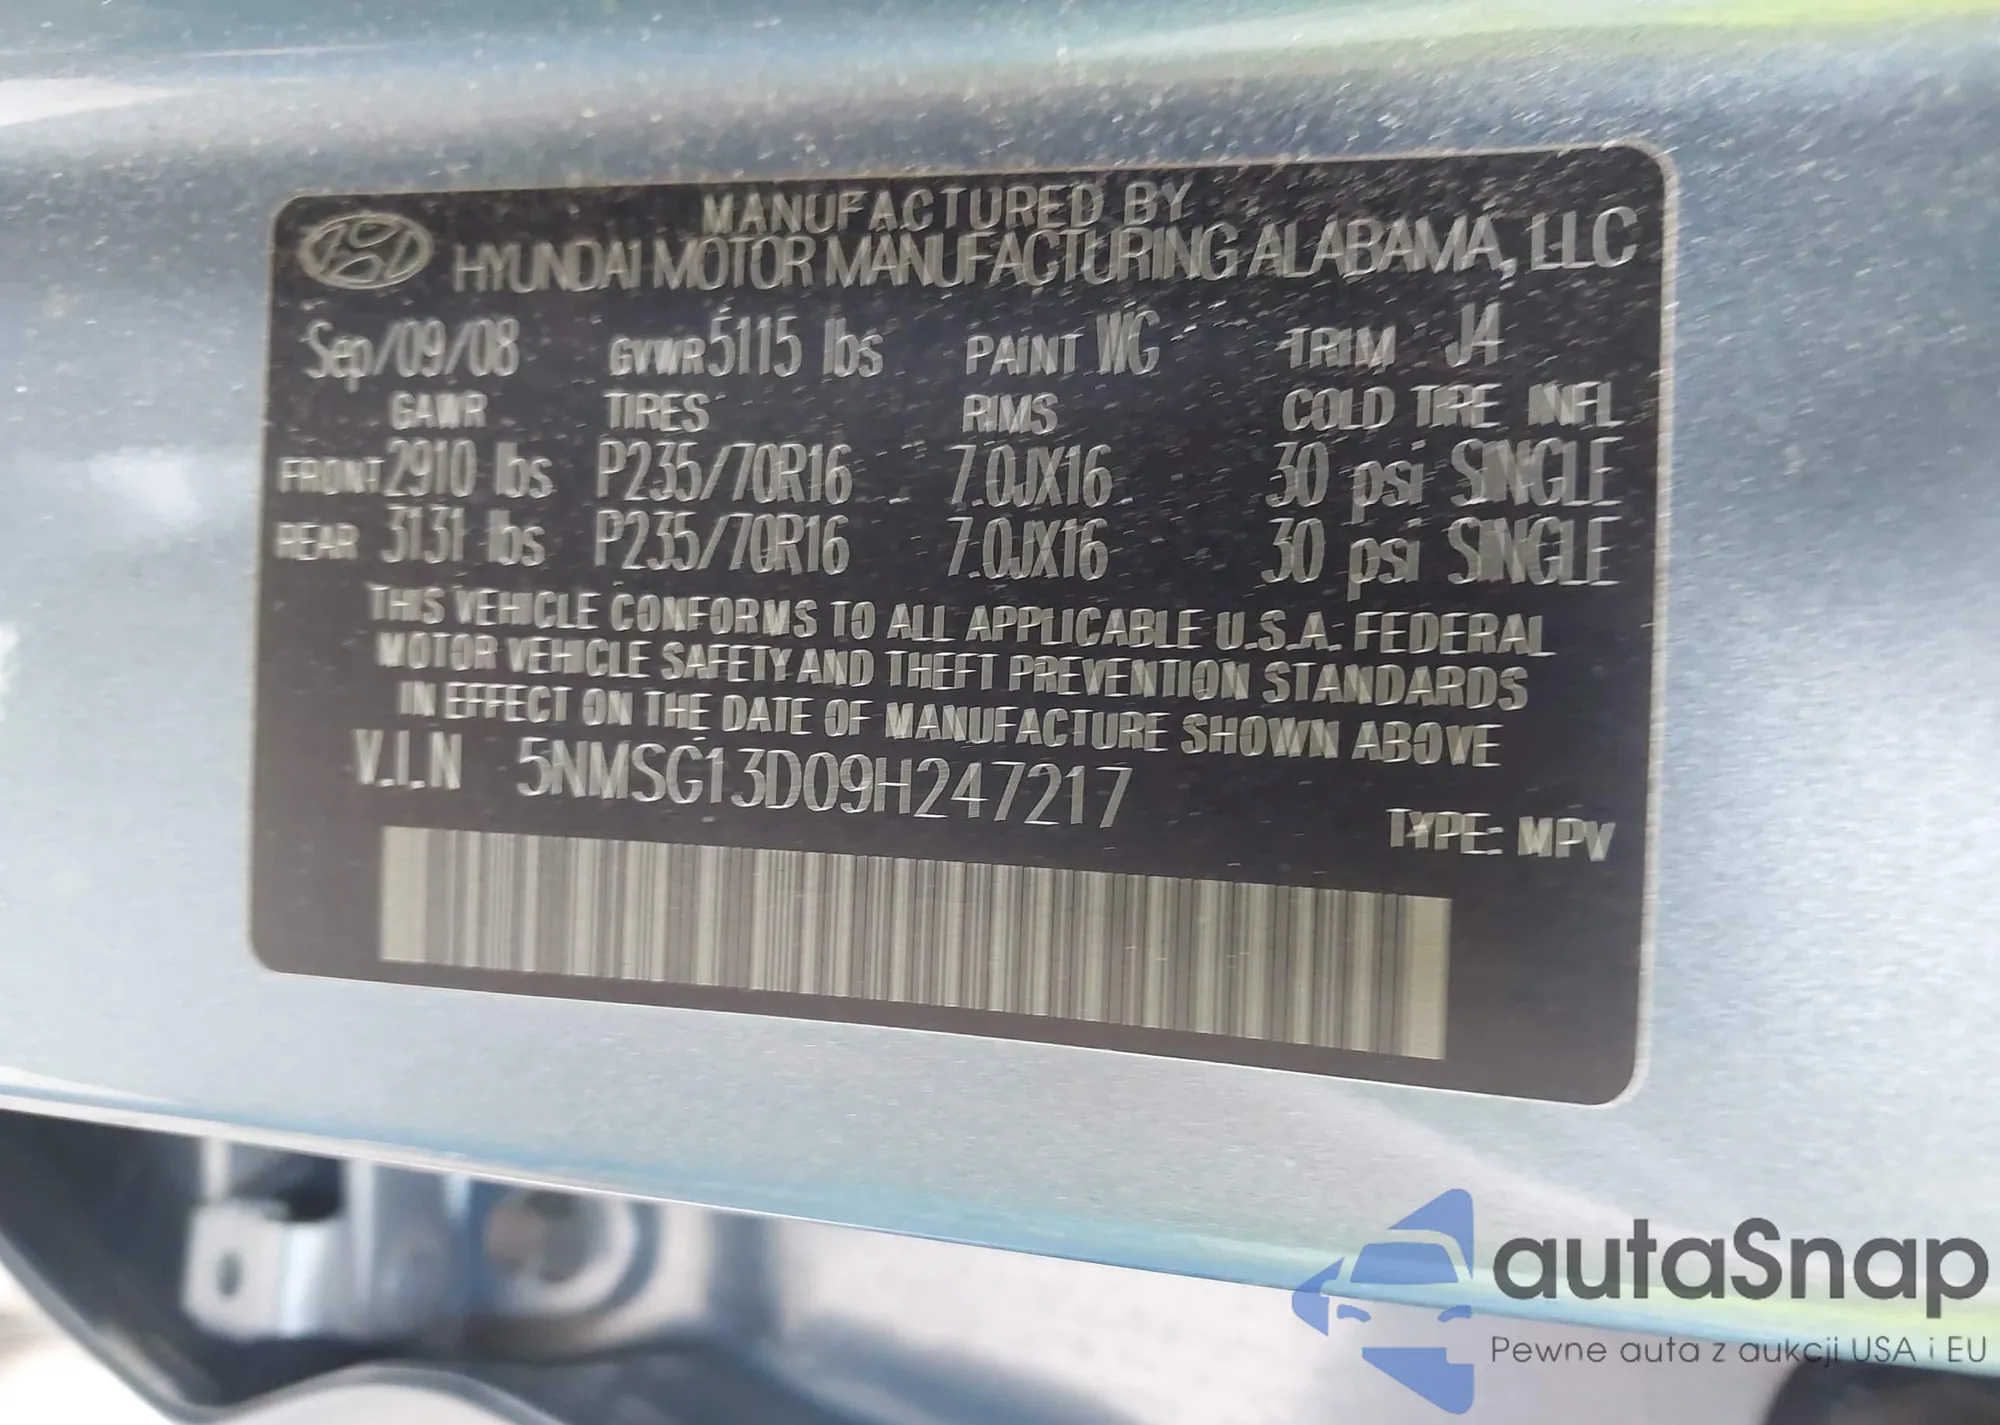 MANUFACTURED BY
HYUNDAI MOTOR MANUFACTURING ALABAMA, LLC
Sep/09/08 GVWR 5115 lbs PAINT WC TRIM J4
GAWR TIRES RIMS COLD TIRE INFL
FRONT 2910 lbs P235/70R16 7.0JX16 30 psi SINGLE
REAR 3131 lbs P235/70R16 7.0JX16 30 psi SINGLE
THIS VEHICLE CONFORMS TO ALL APPLICABLE U.S.A. FEDERAL
MOTOR VEHICLE SAFETY AND THEFT PREVENTION STANDARDS
IN EFFECT ON THE DATE OF MANUFACTURE SHOWN ABOVE
V.I.N 5NMSG13D09H247217
TYPE: MPV
autaSnap
Pewne auta z aukcji USA i EU